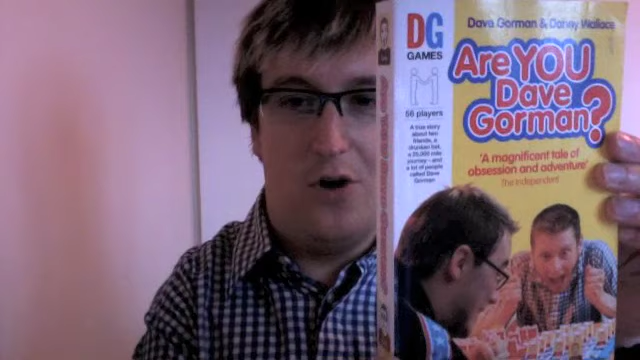 Dave Gorman & Danny Wallace
DG
GAMES
56 players
A true story
about two
friends, a
drunken bet,
a 25,000 mile
journey – and
a lot of people
called Dave
Gorman
Are YOU
Dave
Gorman?
'A magnificent tale of
obsession and adventure'
The Independent